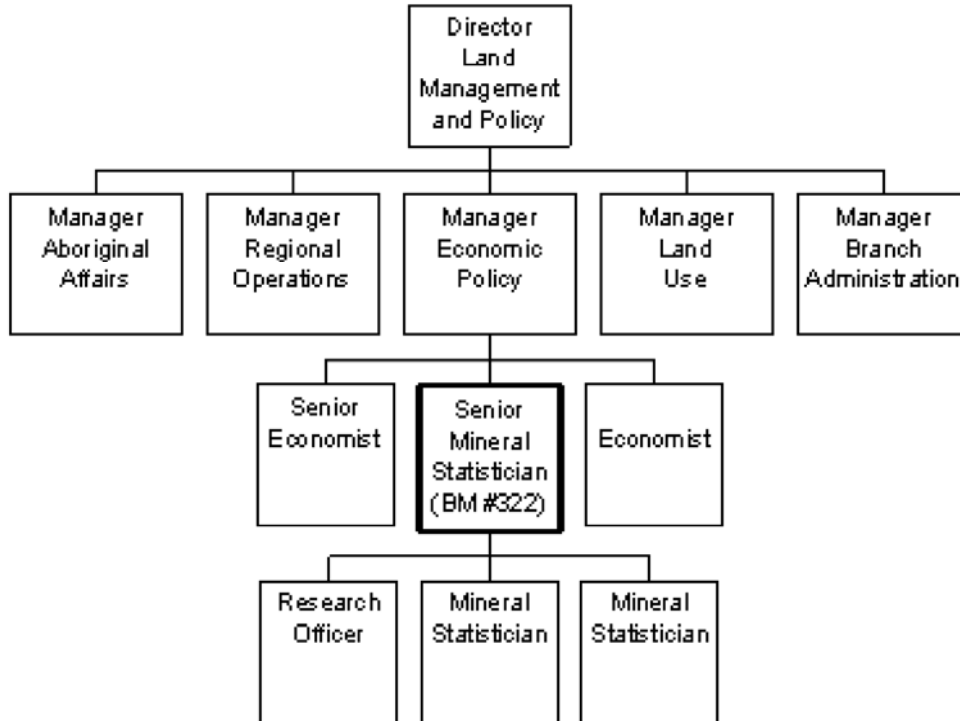 Director
Land
Management
and Policy
Manager
Aboriginal
Affairs
Manager
Regional
Operations
Manager
Economic
Policy
Manager
Land
Use
Manager
Branch
Administration
Senior
Economist
Senior
Mineral
Statistician
(BM #322)
Economist
Research
Officer
Mineral
Statistician
Mineral
Statistician